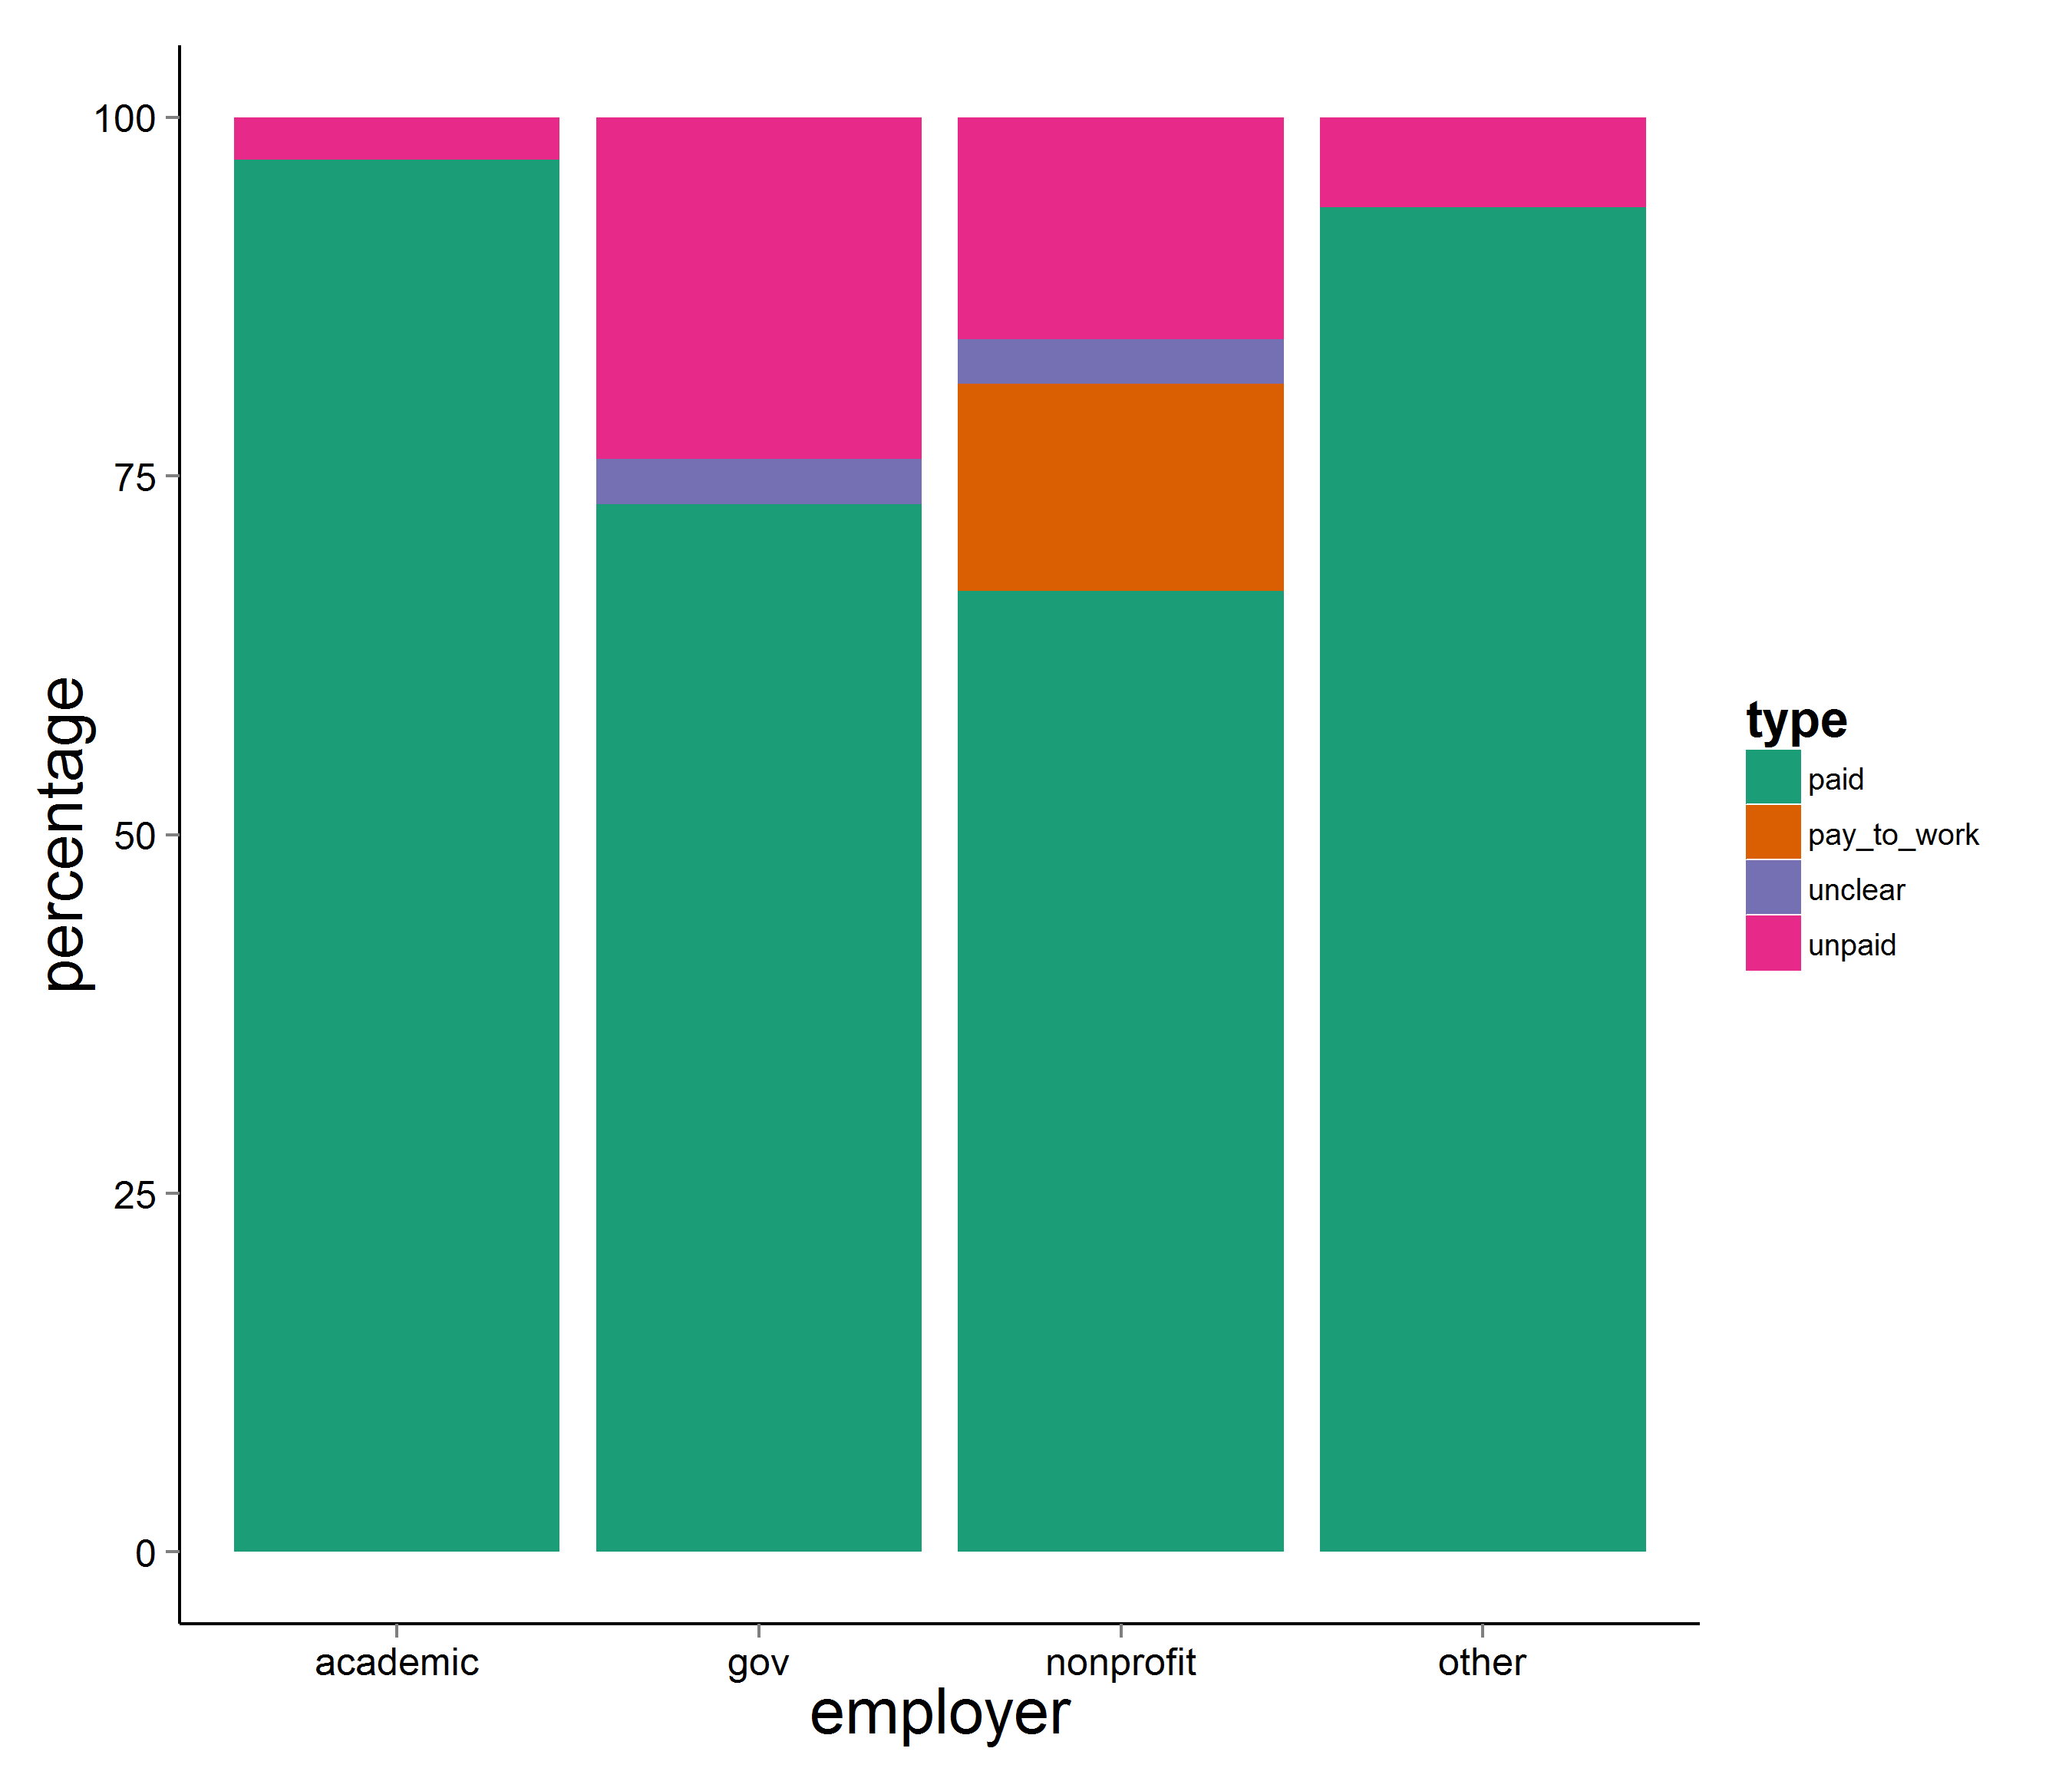 percentage
100
75
50
25
0
academic
gov
nonprofit
other
employer
type
paid
pay_to_work
unclear
unpaid